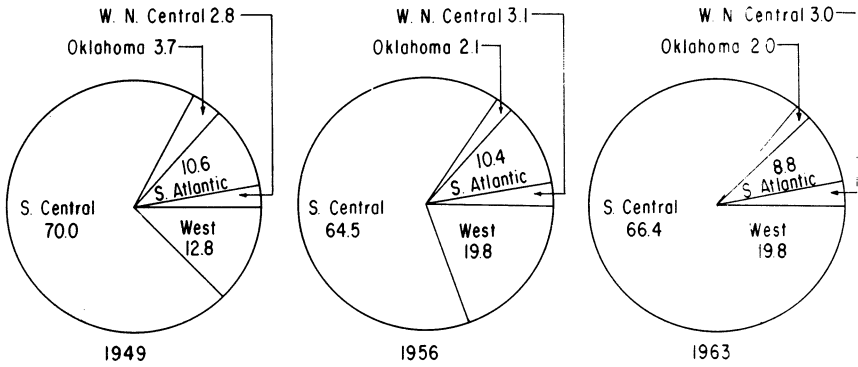 W. N. Central 2.8
Oklahoma 3.7
10.6
S. Atlantic
S. Central
70.0
West
12.8
1949
W. N. Central 3.1
Oklahoma 2.1
10.4
S. Atlantic
S. Central
64.5
West
19.8
1956
W. N Central 3.0
Oklahoma 2.0
8.8
S. Atlantic
S. Central
66.4
West
19.8
1963